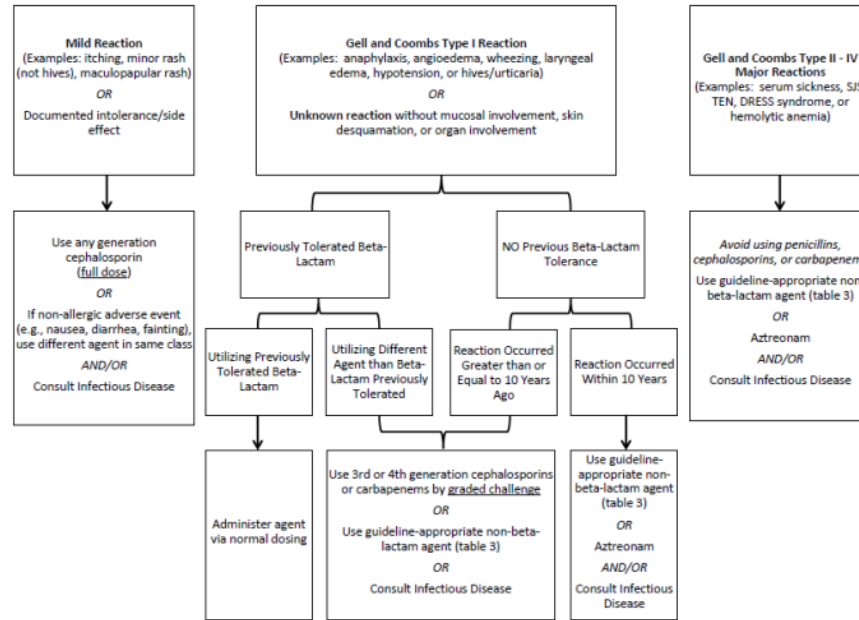 Mild Reaction
(Examples: itching, minor rash
(not hives), maculopapular rash)
OR
Documented intolerance/side
effect
Gell and Coombs Type I Reaction
(Examples: anaphylaxis, angioedema, wheezing, laryngeal
edema, hypotension, or hives/urticaria)
OR
Unknown reaction without mucosal involvement, skin
desquamation, or organ involvement
Gell and Coombs Type II - IV
Major Reactions
(Examples: serum sickness, SJS
TEN, DRESS syndrome, or
hemolytic anemia)
Use any generation
cephalosporin
(full dose)
OR
If non-allergic adverse event
(e.g., nausea, diarrhea, fainting),
use different agent in same class
AND/OR
Consult Infectious Disease
Previously Tolerated Beta-
Lactam
NO Previous Beta-Lactam
Tolerance
Avoid using penicillins,
cephalosporins, or carbapenem
Use guideline-appropriate non-
beta-lactam agent (table 3)
OR
Aztreonam
AND/OR
Consult Infectious Disease
Utilizing Previously
Tolerated Beta-
Lactam
Utilizing Different
Agent than Beta-
Lactam Previously
Tolerated
Reaction Occurred
Greater than or
Equal to 10 Years
Ago
Reaction Occurred
Within 10 Years
Administer agent
via normal dosing
Use 3rd or 4th generation cephalosporins
or carbapenems by graded challenge
OR
Use guideline-appropriate non-beta-
lactam agent (table 3)
OR
Consult Infectious Disease
Use guideline-
appropriate non-
beta-lactam agent
(table 3)
OR
Aztreonam
AND/OR
Consult Infectious
Disease